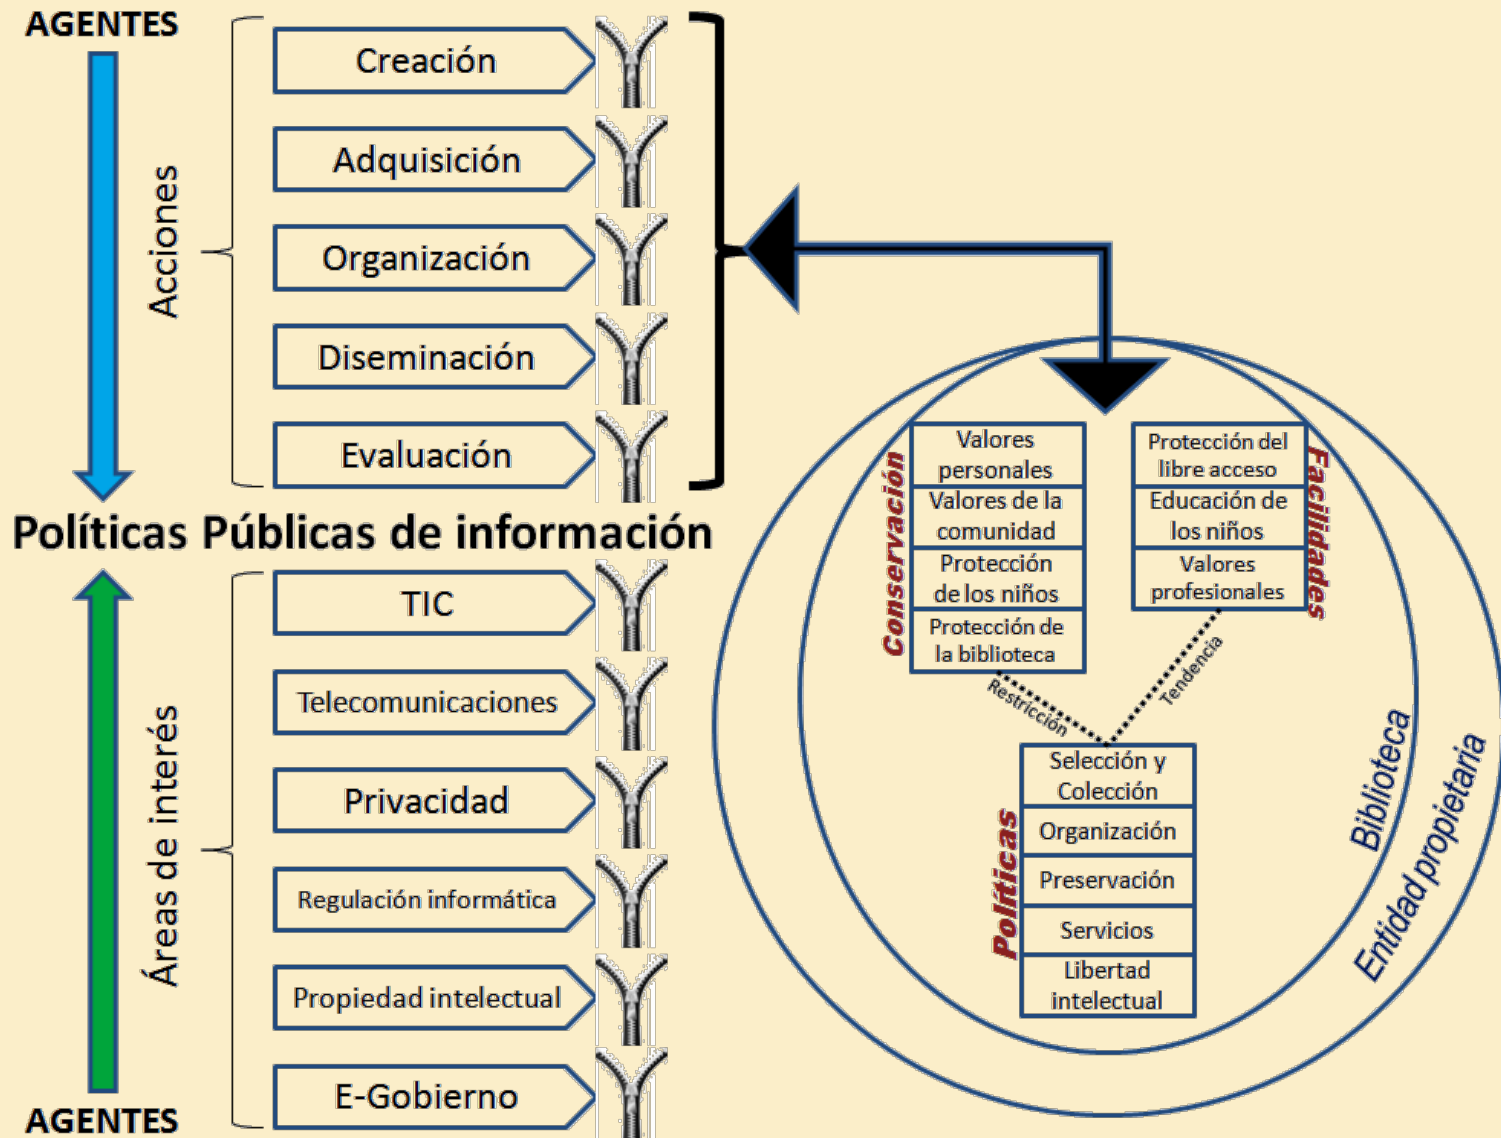 AGENTES
Acciones
Creación
Adquisición
Organización
Diseminación
Evaluación
Políticas Públicas de información
Áreas de interés
TIC
Telecomunicaciones
Privacidad
Regulación informática
Propiedad intelectual
E-Gobierno
AGENTES
Conservación
Valores
personales
Valores de la
comunidad
Protección
de los niños
Protección de
la biblioteca
Facilidades
Protección del
libre acceso
Educación de
los niños
Valores
profesionales
Restricción
Tendencia
Políticas
Selección y
Colección
Organización
Preservación
Servicios
Libertad
intelectual
Biblioteca
Entidad propietaria